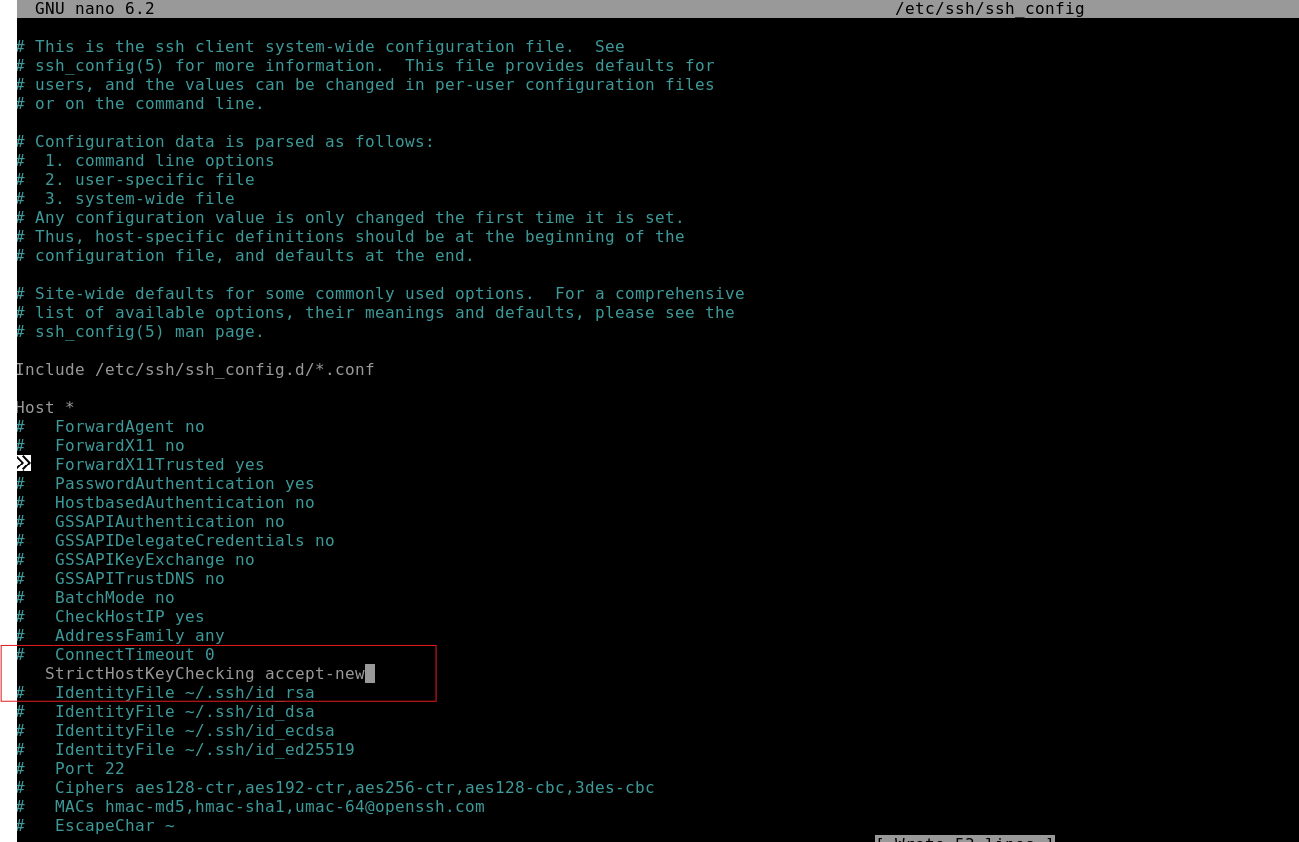 GNU nano 6.2 /etc/ssh/ssh_config
# This is the ssh client system-wide configuration file.  See
# ssh_config(5) for more information.  This file provides defaults for
# users, and the values can be changed in per-user configuration files
# or on the command line.
# Configuration data is parsed as follows:
#  1. command line options
#  2. user-specific file
#  3. system-wide file
# Any configuration value is only changed the first time it is set.
# Thus, host-specific definitions should be at the beginning of the
# configuration file, and defaults at the end.
# Site-wide defaults for some commonly used options.  For a comprehensive
# list of available options, their meanings and defaults, please see the
# ssh_config(5) man page.
Include /etc/ssh/ssh_config.d/*.conf
Host *
#   ForwardAgent no
#   ForwardX11 no
»   ForwardX11Trusted yes
#   PasswordAuthentication yes
#   HostbasedAuthentication no
#   GSSAPIAuthentication no
#   GSSAPIDelegateCredentials no
#   GSSAPIKeyExchange no
#   GSSAPITrustDNS no
#   BatchMode no
#   CheckHostIP yes
#   AddressFamily any
#   ConnectTimeout 0
   StrictHostKeyChecking accept-new
#   IdentityFile ~/.ssh/id_rsa
#   IdentityFile ~/.ssh/id_dsa
#   IdentityFile ~/.ssh/id_ecdsa
#   IdentityFile ~/.ssh/id_ed25519
#   Port 22
#   Ciphers aes128-ctr,aes192-ctr,aes256-ctr,aes128-cbc,3des-cbc
#   MACs hmac-md5,hmac-sha1,umac-64@openssh.com
#   EscapeChar ~
[ Wrote 53 lines ]